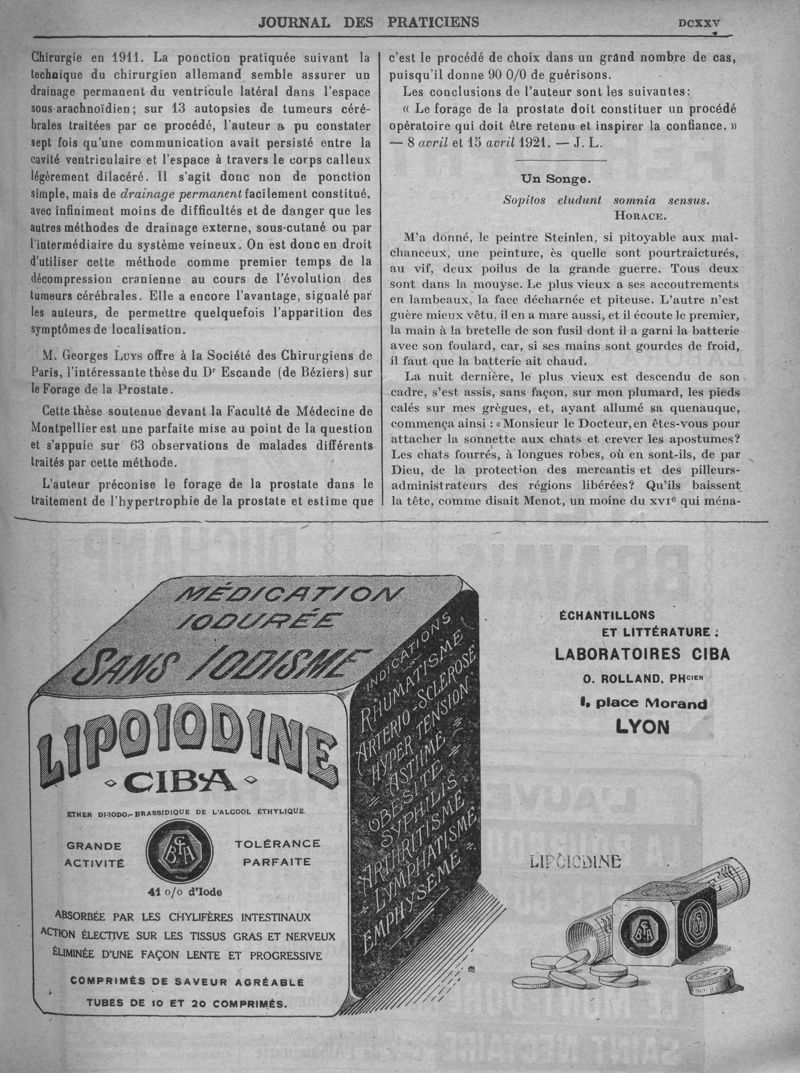 JOURNAL DES PRATICIENS
DCXXV
Chirurgie en 1911. La ponction pratiquée suivant la
technique du chirurgien allemand semble assurer un
drainage permanent du ventricule latéral dans l'espace
sous-arachnoïdien ; sur 13 autopsies de tumeurs céré-
brales traitées par ce procédé, l'auteur a pu constater
sept fois qu'une communication avait persisté entre la
cavité ventriculaire et l'espace à travers le corps calleux
légèrement dilacéré. Il s'agit donc non de ponction
simple, mais de drainage permanent facilement constitué,
avec infiniment moins de difficultés et de danger que les
autres méthodes de drainage externe, sous-cutané ou par
l'intermédiaire du système veineux. On est donc en droit
d'utiliser cette méthode comme premier temps de la
décompression cranienne au cours de l'évolution des
tumeurs cérébrales. Elle a encore l'avantage, signalé par
les auteurs, de permettre quelquefois l'apparition des
symptômes de localisation.
M. Georges LUYS offre à la Société des Chirurgiens de
Paris, l'intéressante thèse du Dr Escande (de Béziers) sur
le Forage de la Prostate.
Cette thèse soutenue devant la Faculté de Médecine de
Montpellier est une parfaite mise au point de la question
et s'appuie sur 63 observations de malades différents
traités par cette méthode.
L'auteur préconise le forage de la prostate dans le
traitement de l'hypertrophie de la prostate et estime que
c'est le procédé de choix dans un grand nombre de cas,
puisqu'il donne 90 0/0 de guérisons.
Les conclusions de l'auteur sont les suivantes :
« Le forage de la prostate doit constituer un procédé
opératoire qui doit être retenu et inspirer la confiance. »
— 8 avril et 15 avril 1921. — J. L.
Un Songe.
Sopitos eludunt somnia sensus.
HORACE.
M'a donné, le peintre Steinlen, si pitoyable aux mal-
chanceux, une peinture, ès quelle sont pourtraicturés,
au vif, deux poilus de la grande guerre. Tous deux
sont dans la mouyse. Le plus vieux a ses accoutrements
en lambeaux, la face décharnée et piteuse. L'autre n'est
guère mieux vêtu, il en a mare aussi, et il écoute le premier,
la main à la bretelle de son fusil dont il a garni la batterie
avec son foulard, car, si ses mains sont gourdes de froid,
il faut que la batterie ait chaud.
La nuit dernière, le plus vieux est descendu de son
cadre, s'est assis, sans façon, sur mon plumard, les pieds
calés sur mes grègues, et, ayant allumé sa quenauque,
commença ainsi : « Monsieur le Docteur, en êtes-vous pour
attacher la sonnette aux chats et crever les apostumes ?
Les chats fourrés, à longues robes, où en sont-ils, de par
Dieu, de la protection des mercantis et des pilleurs-
administrateurs des régions libérées ? Qu'ils baissent
la tête, comme disait Menot, un moine du XVIe qui ména-
MÉDICATION
IODURÉE
SANS IODISME
LIPOIODINE
CIBA
ETHER DI-IODO-BRASSIDIQUE DE L'ALCOOL ÉTHYLIQUE.
GRANDE
ACTIVITÉ
CIBA
TOLÉRANCE
PARFAITE
41 o/o d'Iode
ABSORBÉE PAR LES CHYLIFÈRES INTESTINAUX
ACTION ÉLECTIVE SUR LES TISSUS GRAS ET NERVEUX
ÉLIMINÉE D'UNE FAÇON LENTE ET PROGRESSIVE
COMPRIMÉS DE SAVEUR AGRÉABLE
TUBES DE 10 ET 20 COMPRIMÉS.
INDICATIONS
RHUMATISME
ARTERIO-SCLEROSE
HYPER TENSION
ASTHME
OBESITÉ
SYPHILIS
ARTHRITISME
LYMPHATISME
EMPHYSÈME
ÉCHANTILLONS
ET LITTÉRATURE :
LABORATOIRES CIBA
O. ROLLAND, PHCIEN
1, place Morand
LYON
LIPOIODINE
CIBA